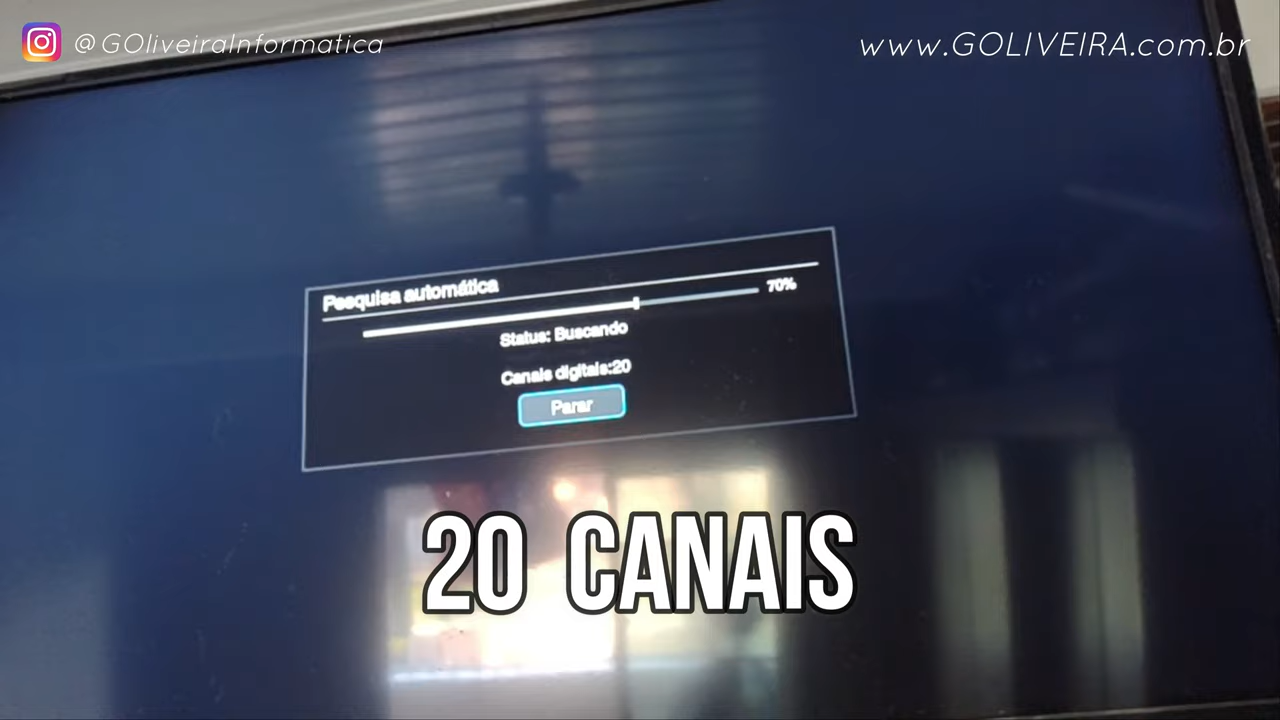 @GOliveiraInformatica
www.GOLIVEIRA.com.br
Pesquisa automática
70%
Status: Buscando
Canais digitais:20
Parar
20 CANAIS